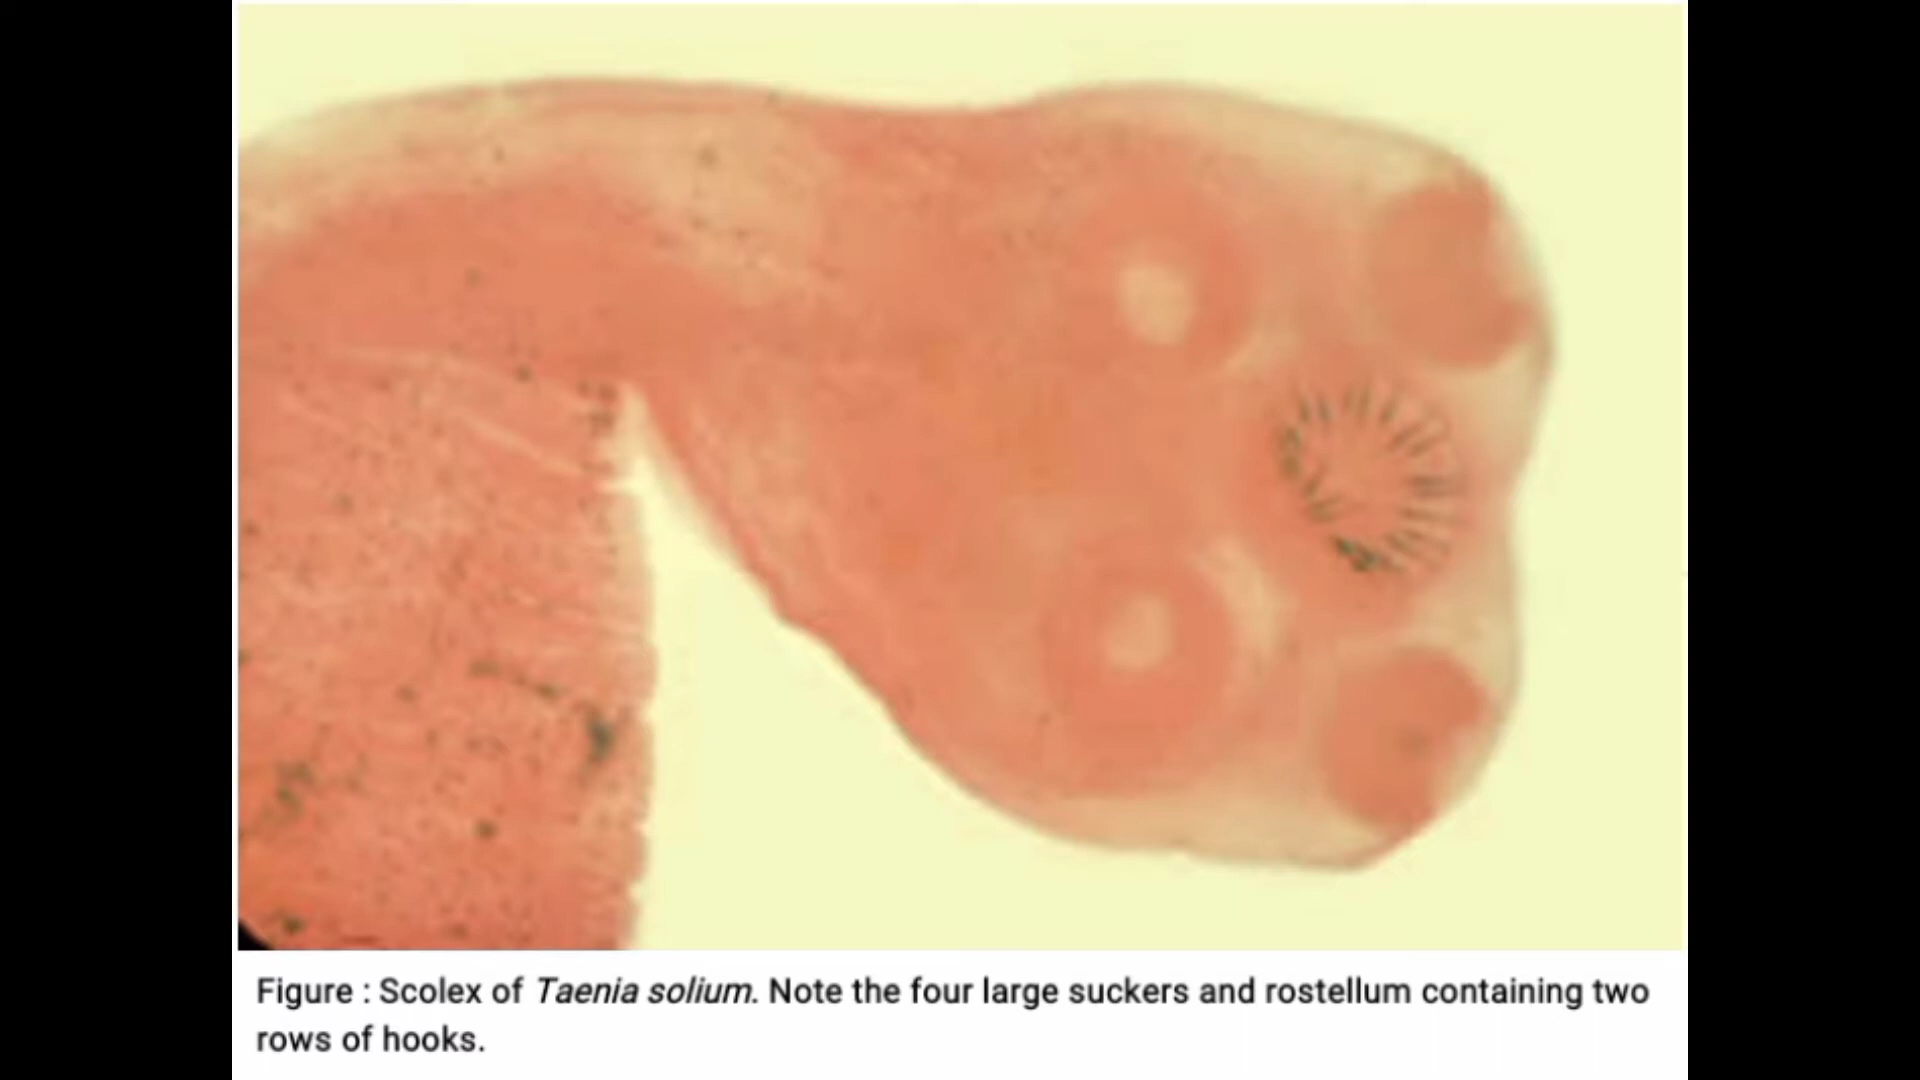 Figure : Scolex of Taenia solium. Note the four large suckers and rostellum containing two
rows of hooks.